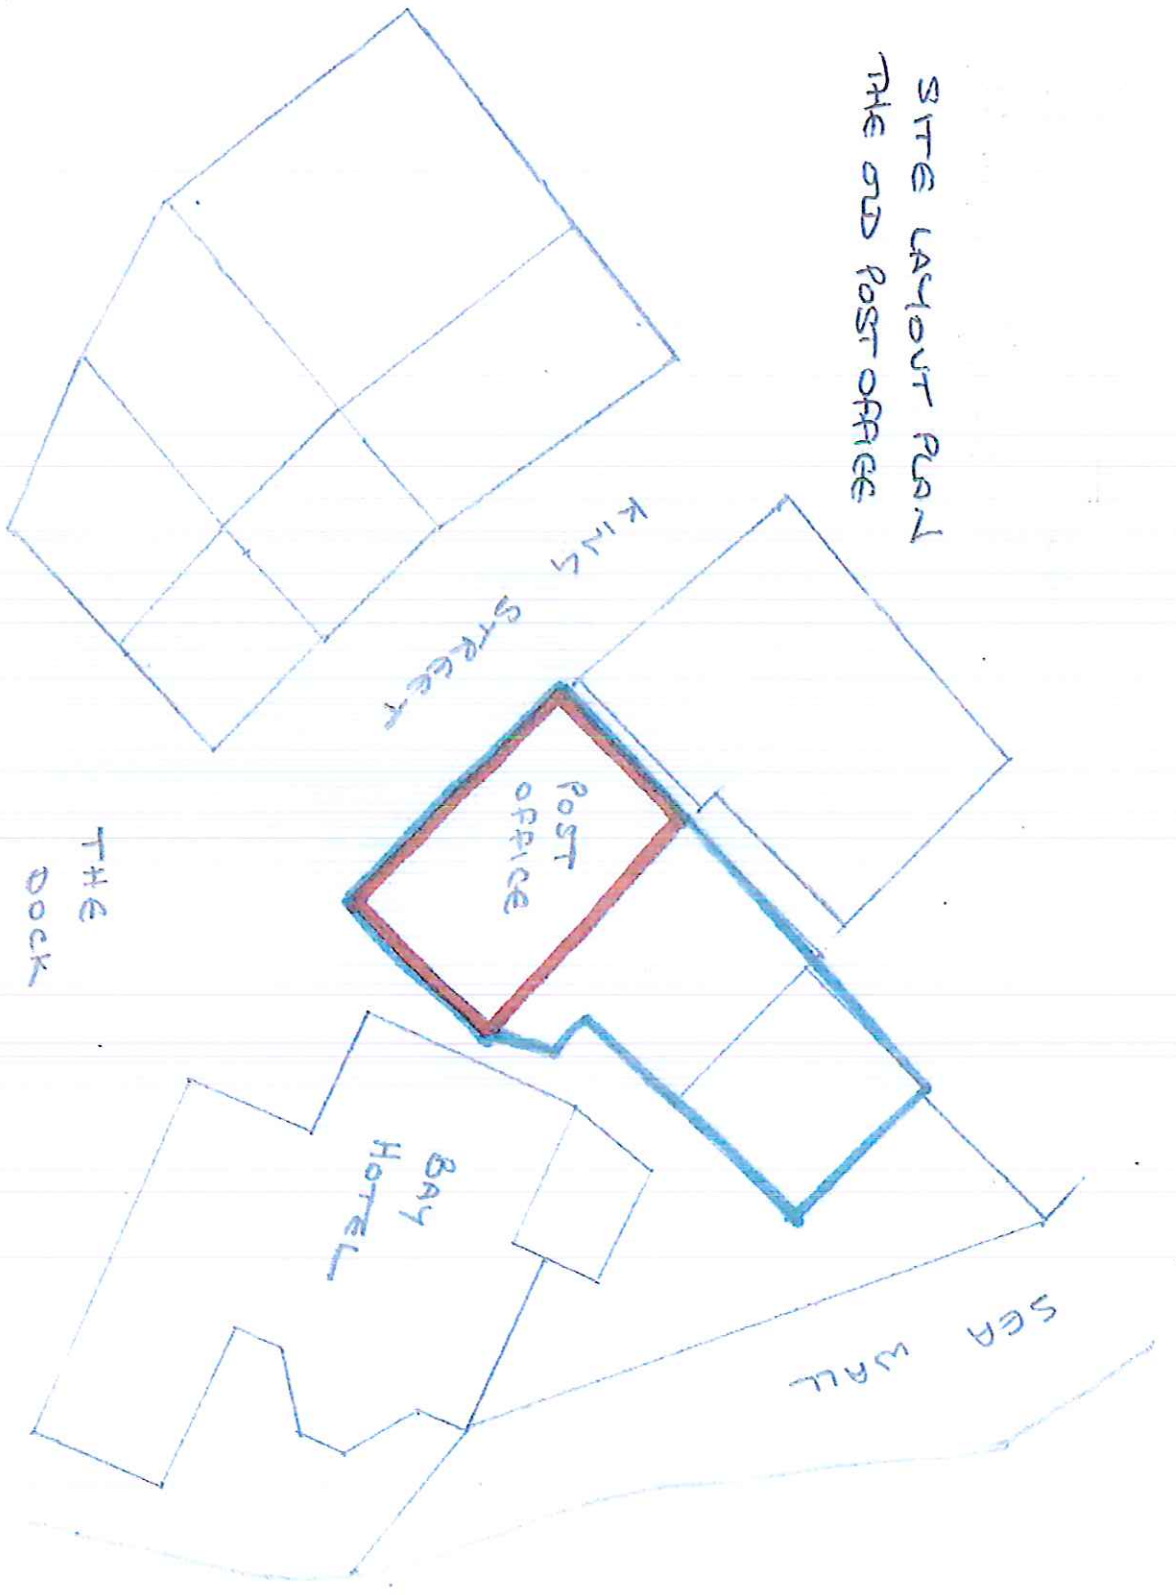 SITE LAYOUT PLAN
THE OLD POST OFFICE
KING STREET
POST
OFFICE
THE
DOCK
BAY
HOTEL
SEA WALL